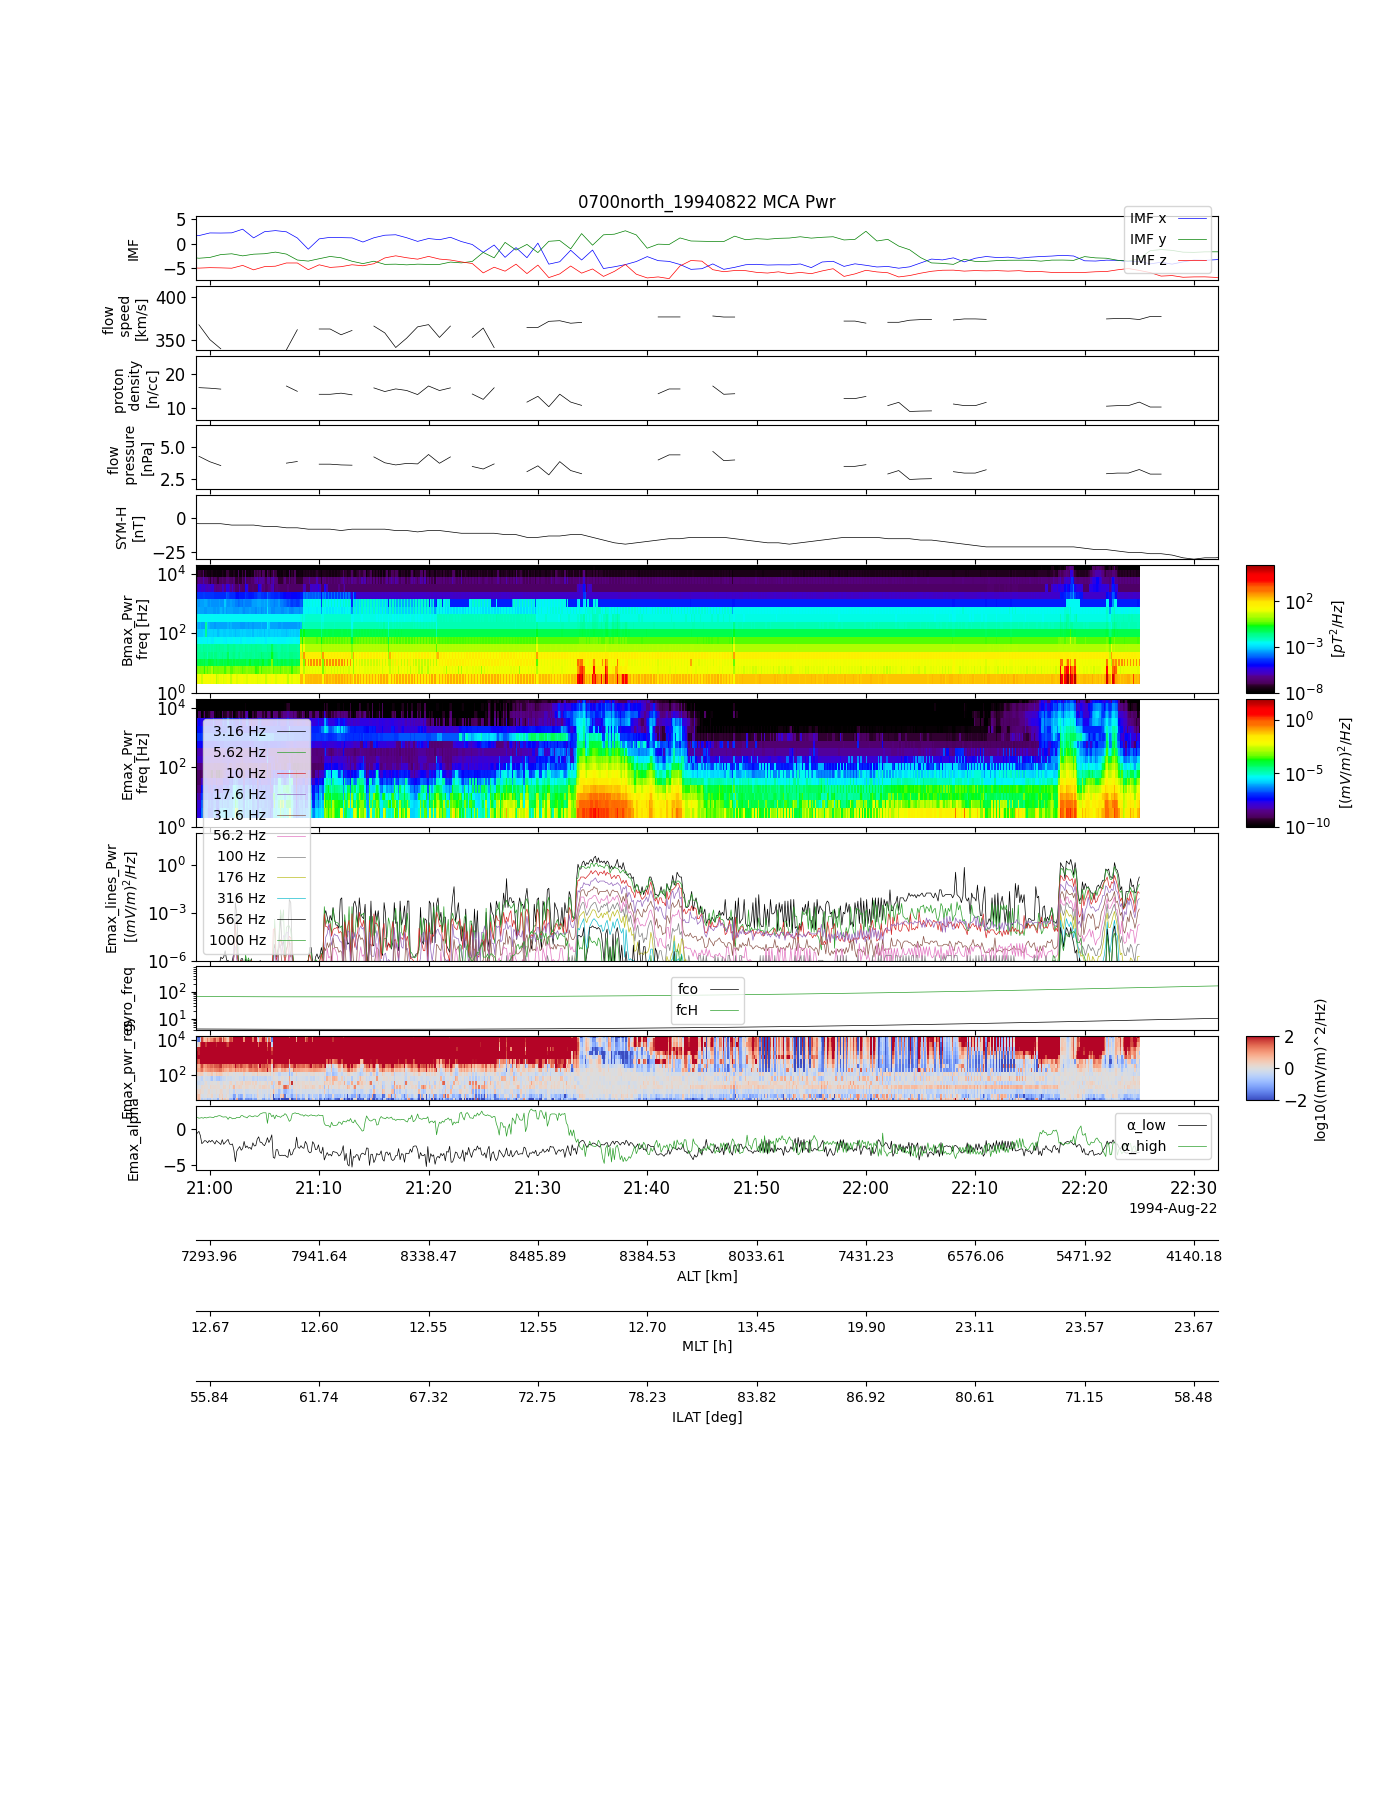 0700north_19940822 MCA Pwr
5
0
−5
IMF
IMF x
IMF y
IMF z
400
350
flow
speed
[km/s]
20
10
proton
density
[n/cc]
5.0
2.5
flow
pressure
[nPa]
0
−25
SYM-H
[nT]
10^4
10^2
10^0
Bmax_Pwr
freq [Hz]
10^2
10^−3
10^−8
[pT^2/Hz]
10^4
10^2
10^0
Emax_Pwr
freq [Hz]
10^0
10^−5
10^−10
[(mV/m)^2/Hz]
3.16 Hz
5.62 Hz
10 Hz
17.6 Hz
31.6 Hz
56.2 Hz
100 Hz
176 Hz
316 Hz
562 Hz
1000 Hz
10^0
10^−3
10^−6
Emax_lines_Pwr
[(mV/m)^2/Hz]
10^2
10^1
gyro_freq
fco
fcH
10^4
10^2
Emax_pwr_reg
2
0
−2
log10((mV/m)^2/Hz)
0
−5
Emax_alpha
α_low
α_high
21:00 21:10 21:20 21:30 21:40 21:50 22:00 22:10 22:20 22:30
1994-Aug-22
7293.96 7941.64 8338.47 8485.89 8384.53 8033.61 7431.23 6576.06 5471.92 4140.18
ALT [km]
12.67 12.60 12.55 12.55 12.70 13.45 19.90 23.11 23.57 23.67
MLT [h]
55.84 61.74 67.32 72.75 78.23 83.82 86.92 80.61 71.15 58.48
ILAT [deg]